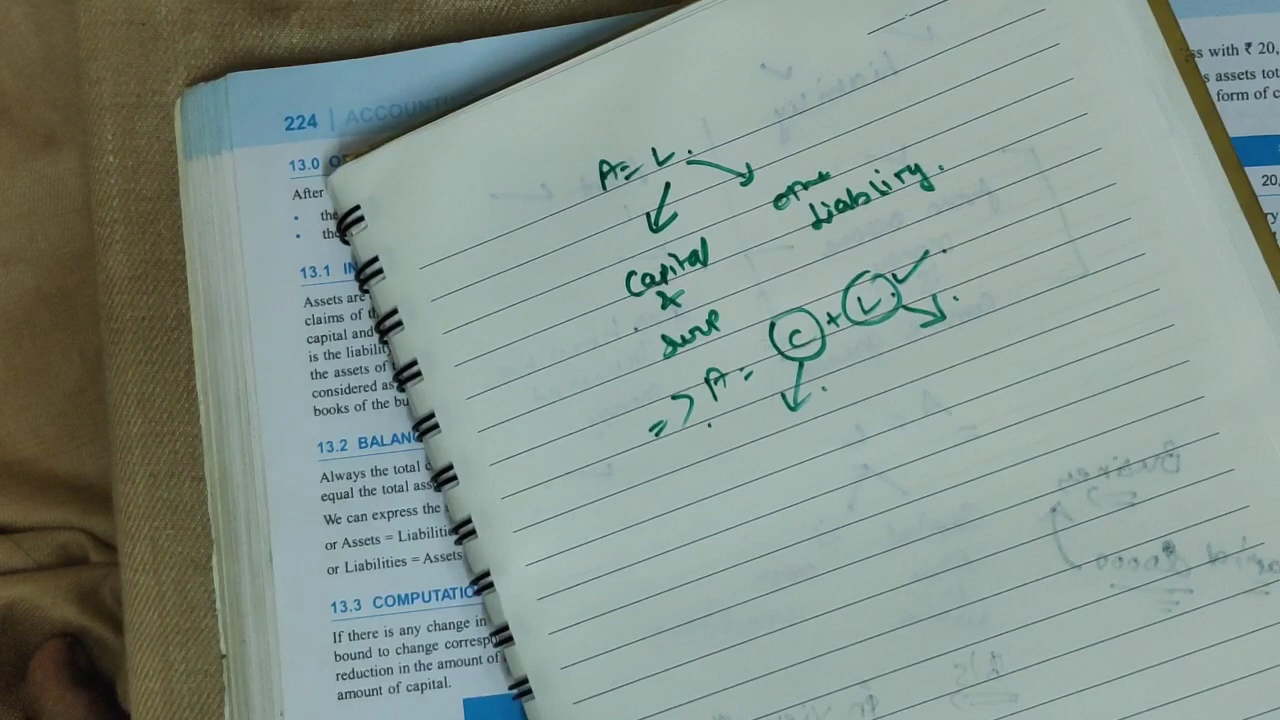 224 | ACCOUNT
13.0 O
After
• the
• the
13.1 IN
Assets are
claims of t
capital and
is the liability
the assets of
considered as
books of the bu
13.2 BALANC
Always the total
equal the total ass
We can express the
or Assets = Liabilitie
or Liabilities = Assets
13.3 COMPUTATIO
If there is any change in
bound to change corresp
reduction in the amount of
amount of capital.
A = L.
other
Liability.
Capital
=> A = C + L
ss with ₹ 20,
s assets tot
form of c
20,